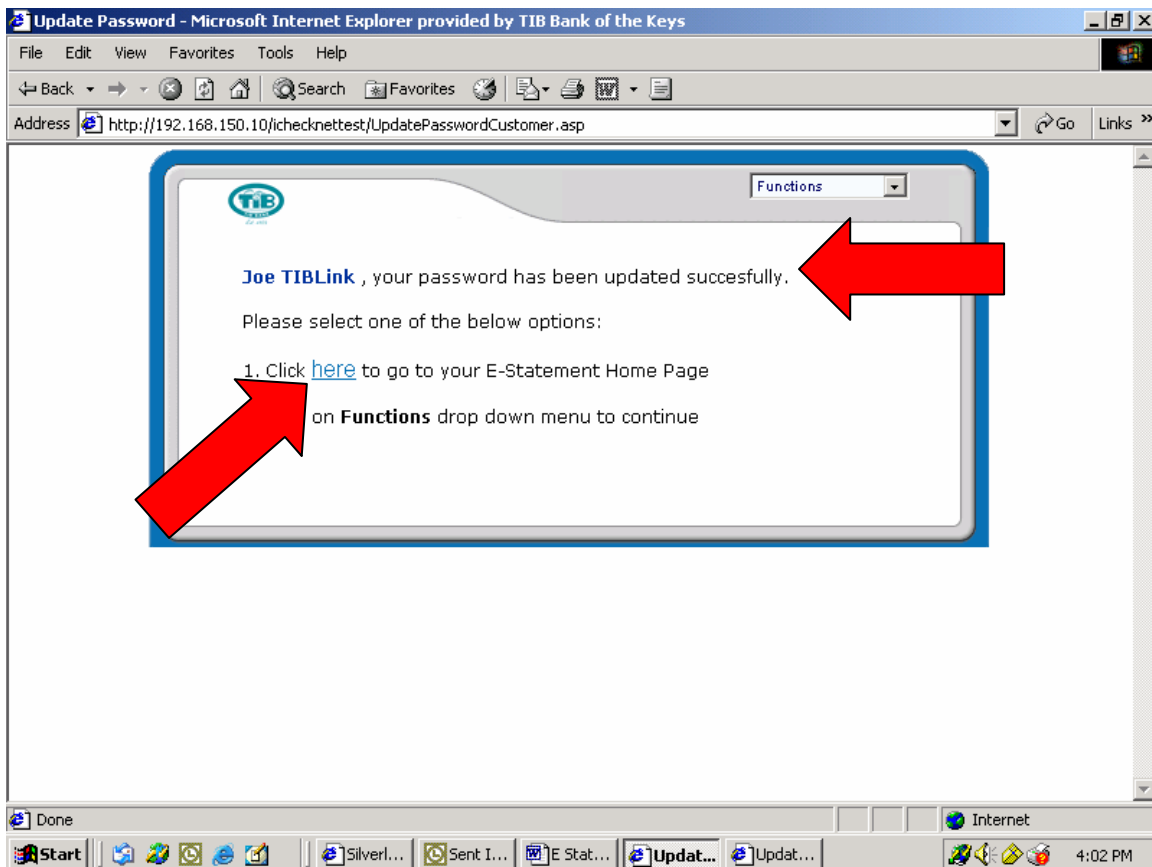 Update Password - Microsoft Internet Explorer provided by TIB Bank of the Keys
File Edit View Favorites Tools Help
Back Search Favorites
Address http://192.168.150.10/ichecknettest/UpdatePasswordCustomer.asp Go Links »
Functions
TIB
Joe TIBLink , your password has been updated succesfully.
Please select one of the below options:
1. Click here to go to your E-Statement Home Page
on Functions drop down menu to continue
Done Internet
Start Silverl... Sent I... E Stat... Updat... Updat... 4:02 PM